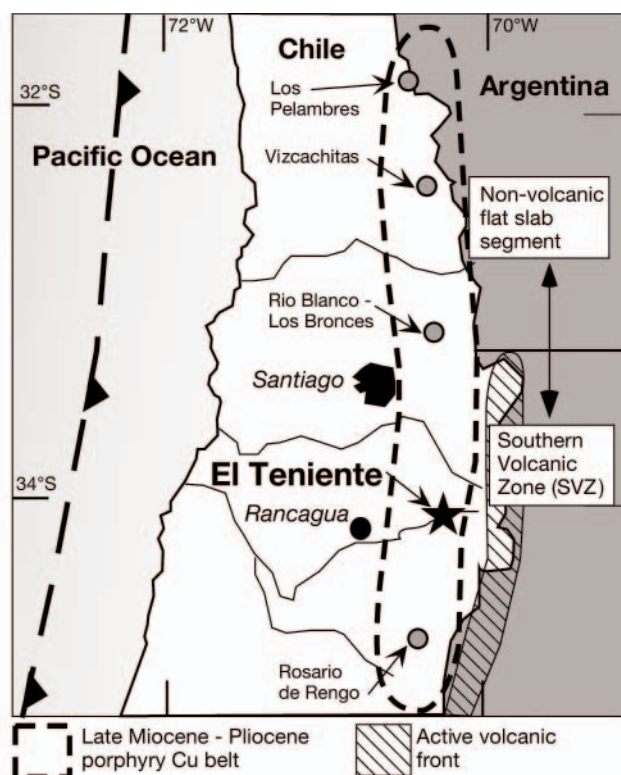 72°W
70°W
Chile
Argentina
Los
Pelambres
32°S
Pacific Ocean
Vizcachitas
Non-volcanic
flat slab
segment
Rio Blanco -
Los Bronces
Santiago
Southern
Volcanic
Zone (SVZ)
El Teniente
34°S
Rancagua
Rosario
de Rengo
Late Miocene - Pliocene
porphyry Cu belt
Active volcanic
front